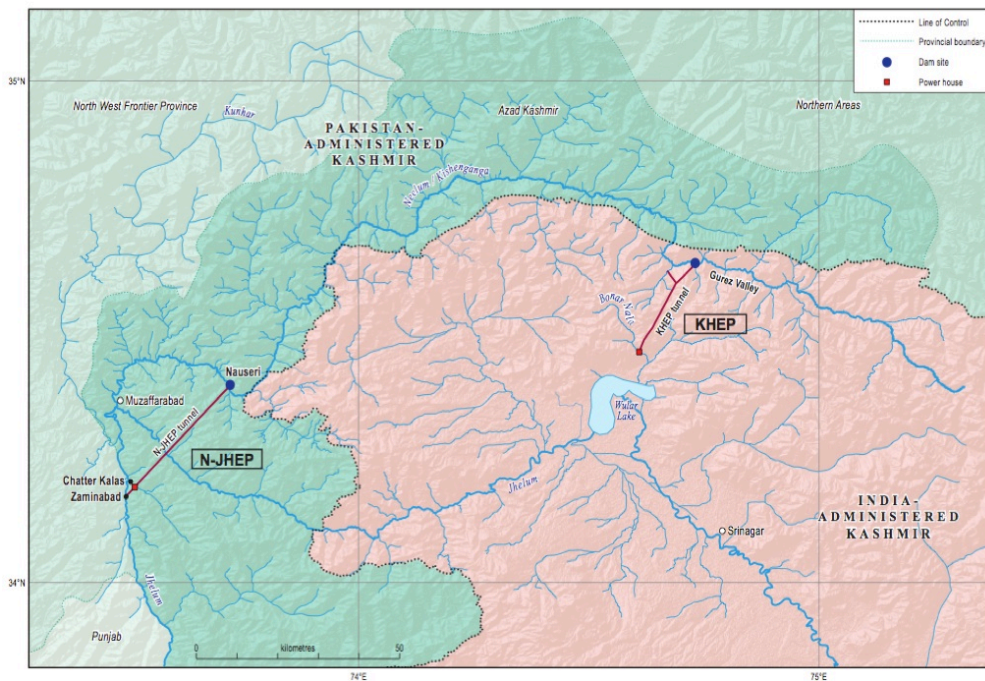 Line of Control
Provincial boundary
Dam site
Power house
35°N
35°N
North West Frontier Province
Kunhar
Azad Kashmir
Northern Areas
PAKISTAN-
ADMINISTERED
KASHMIR
Neelum / Kishenganga
Gurez Valley
Bonar Nala
KHEP tunnel
KHEP
Nauseri
Muzaffarabad
Wular
Lake
N-JHEP tunnel
N-JHEP
Chatter Kalas
Zaminabad
Jhelum
INDIA-
ADMINISTERED
KASHMIR
Srinagar
34°N
34°N
Jhelum
Punjab
0 kilometres 50
74°E
75°E